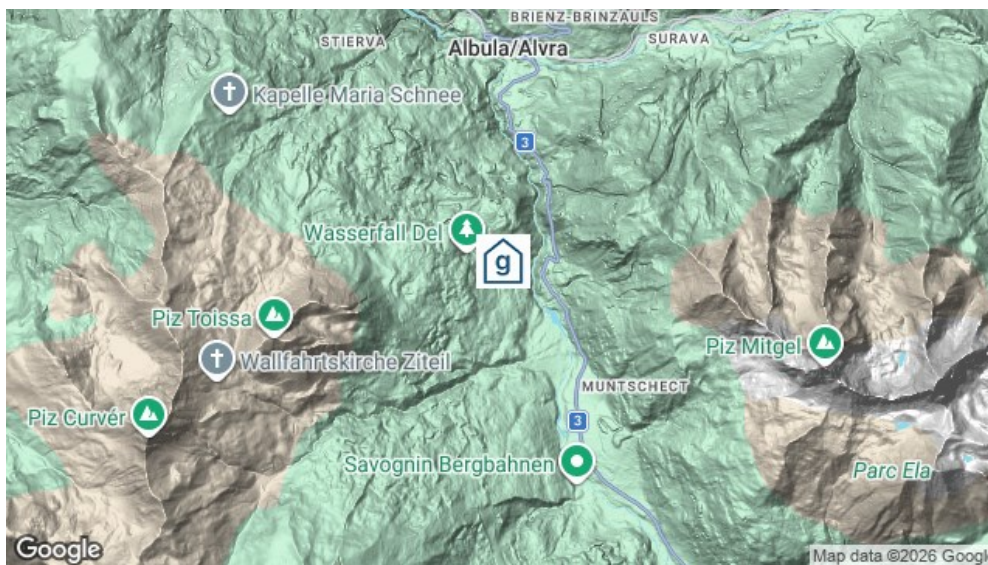 BRIENZ-BRINZAULS
STIERVA
Albula/Alvra
SURAVA
Kapelle Maria Schnee
3
Wasserfall Del
g
Piz Toissa
Piz Mitgel
Wallfahrtskirche Ziteil
MUNTSCHECT
Piz Curvér
3
Savognin Bergbahnen
Parc Ela
Google
Map data ©2026 Google